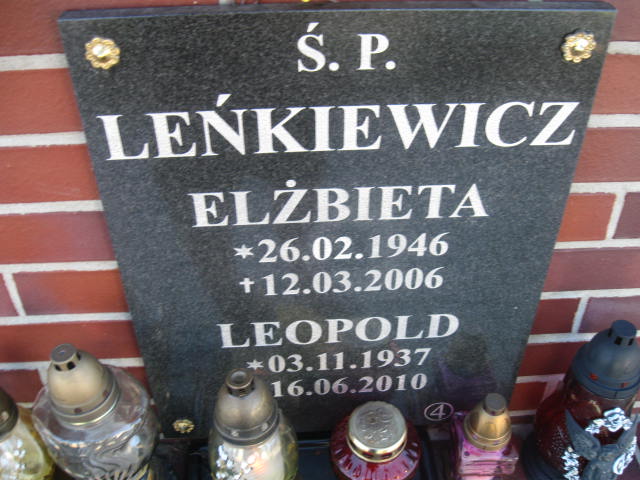 Ś. P.
LEŃKIEWICZ
ELŻBIETA
✶26.02.1946
✝12.03.2006
LEOPOLD
✶03.11.1937
16.06.2010
4